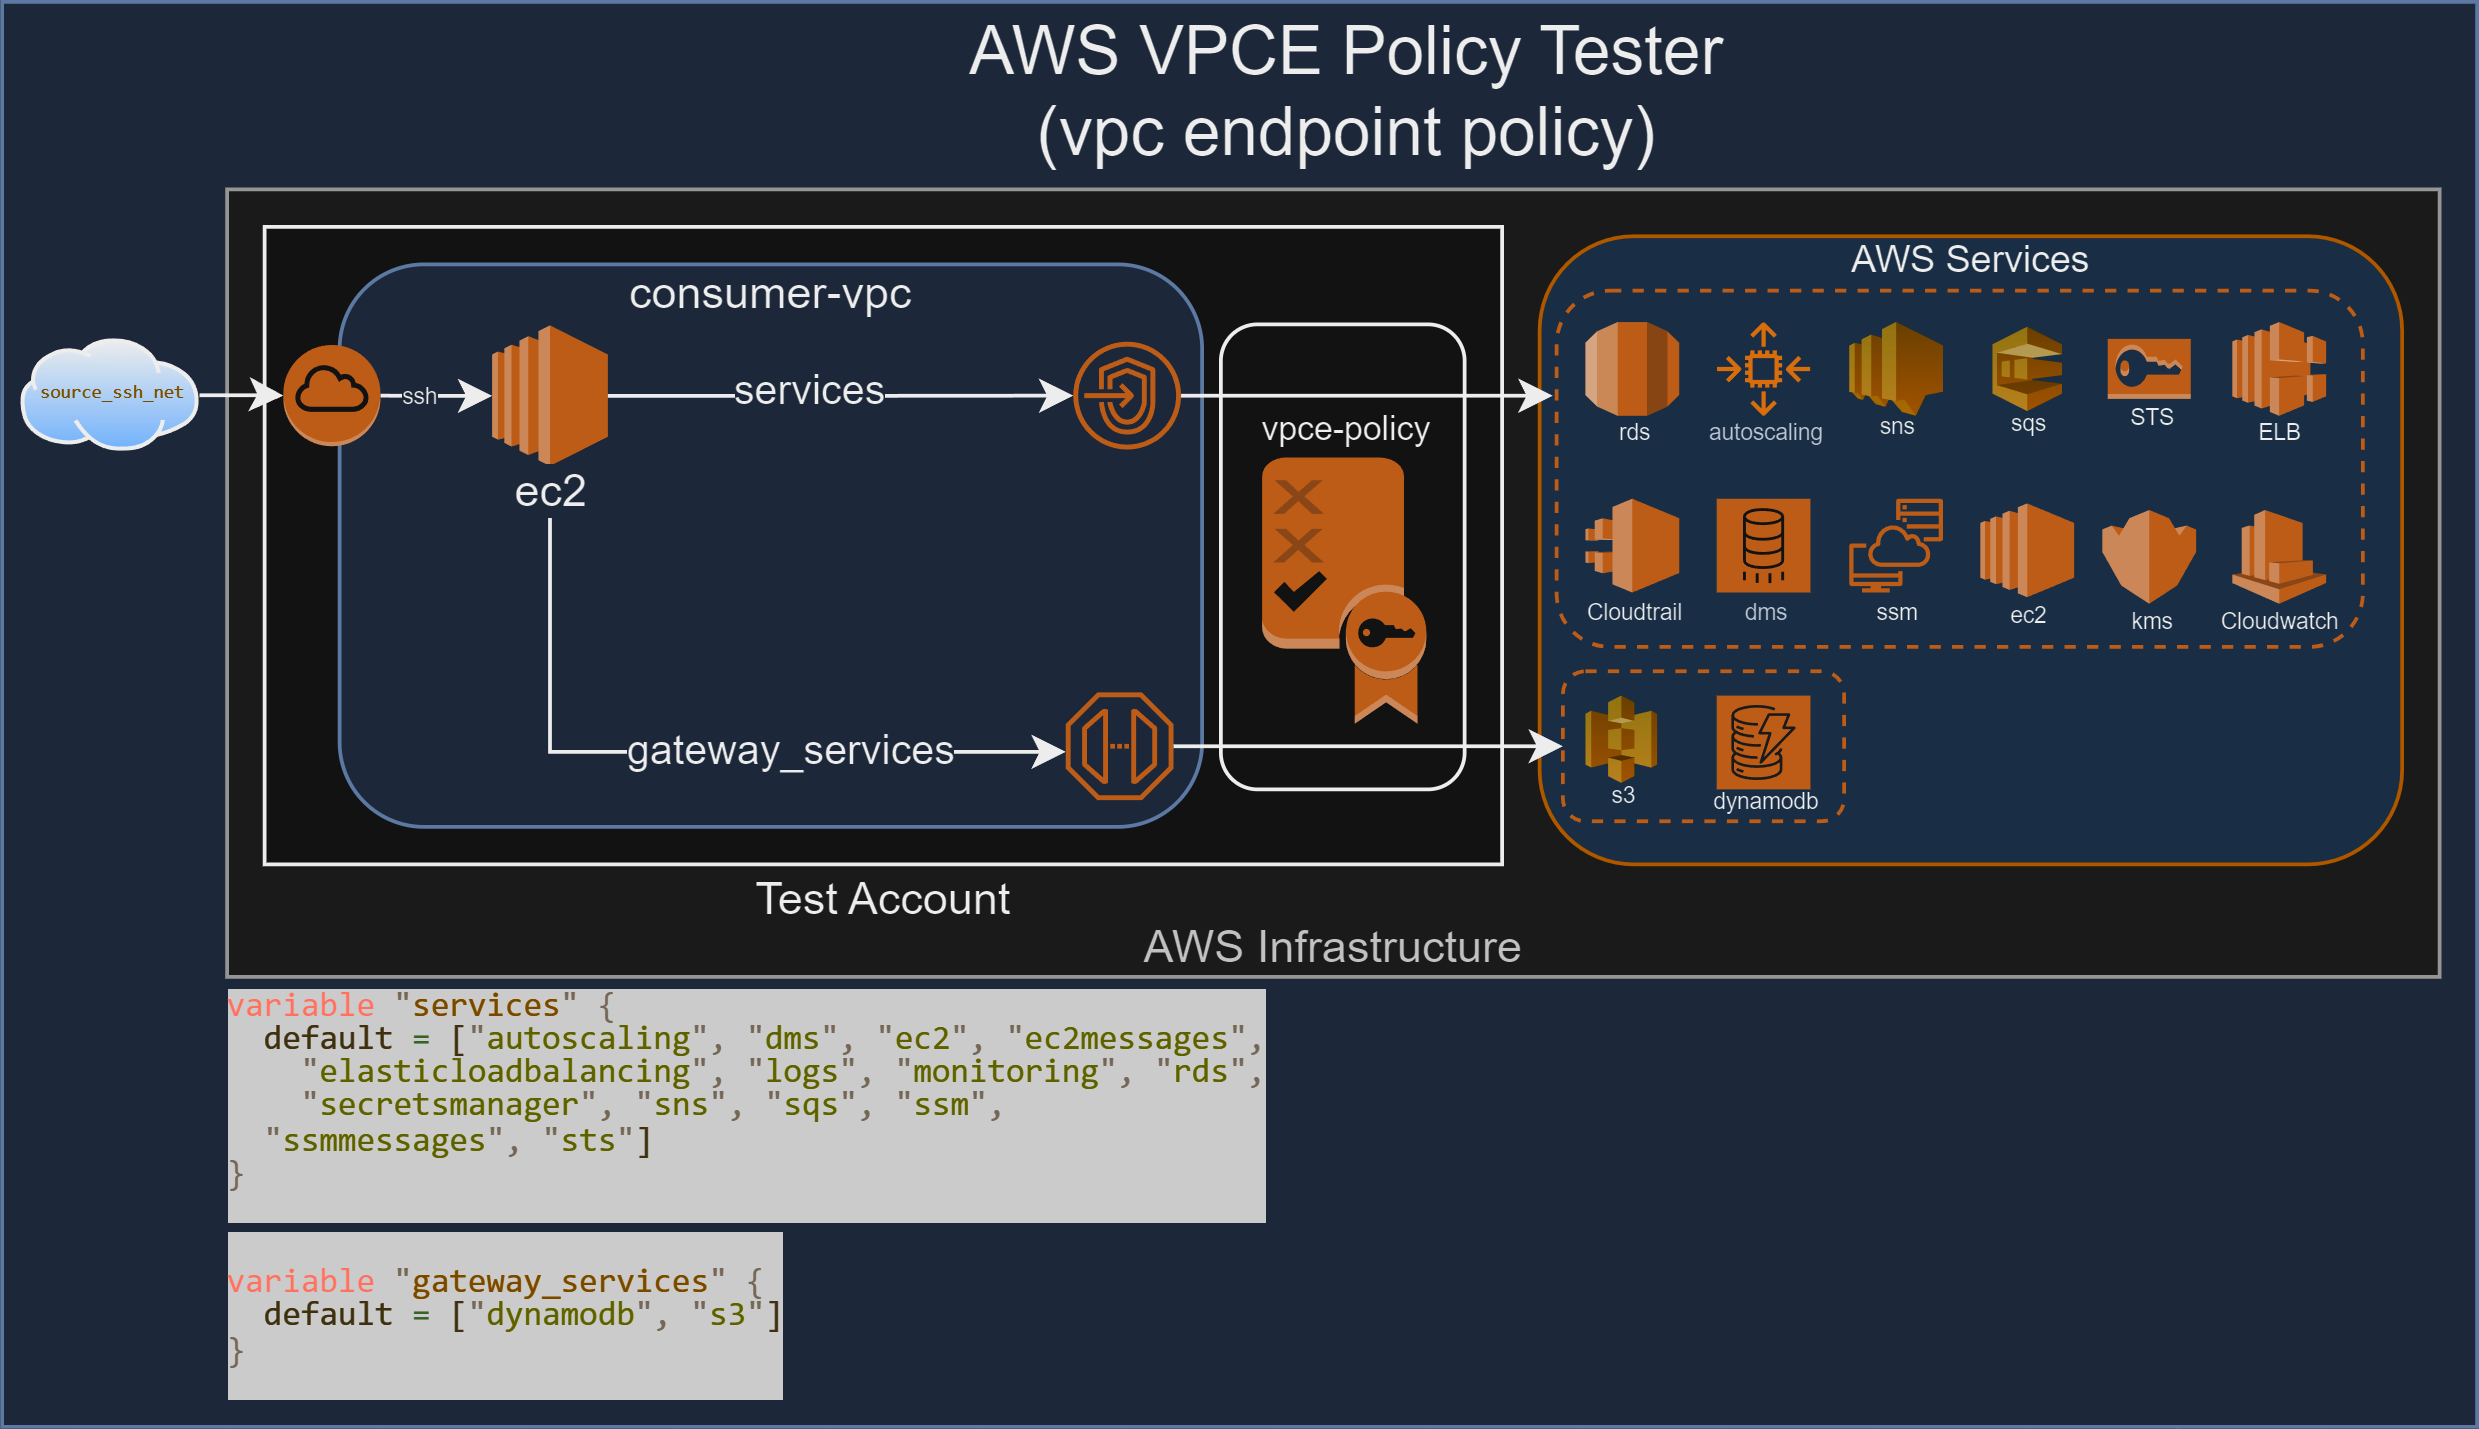 AWS VPCE Policy Tester
(vpc endpoint policy)
AWS Services
consumer-vpc
source_ssh_net
ssh
services
ec2
vpce-policy
gateway_services
rds
autoscaling
sns
sqs
STS
ELB
Cloudtrail
dms
ssm
ec2
kms
Cloudwatch
s3
dynamodb
Test Account
AWS Infrastructure
variable "services" {
  default = ["autoscaling", "dms", "ec2", "ec2messages",
    "elasticloadbalancing", "logs", "monitoring", "rds",
    "secretsmanager", "sns", "sqs", "ssm",
  "ssmmessages", "sts"]
}
variable "gateway_services" {
  default = ["dynamodb", "s3"]
}